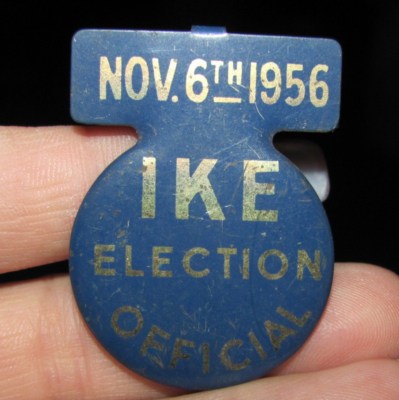 NOV. 6TH 1956
IKE
ELECTION
OFFICIAL